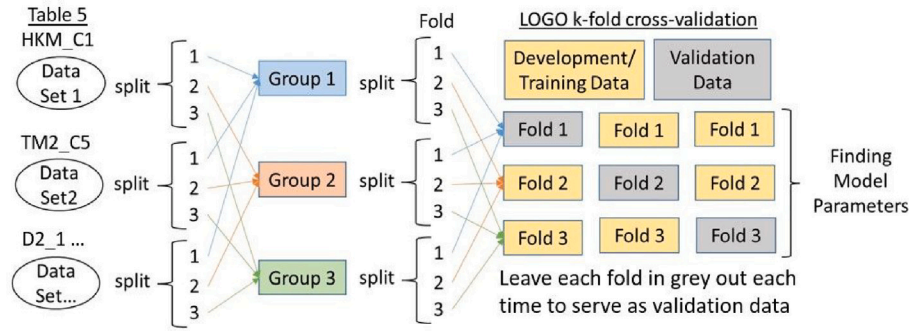 Table 5
HKM_C1
Data
Set 1
split
1
2
3
TM2_C5
Data
Set2
split
1
2
3
D2_1 ...
Data
Set...
split
1
2
3
Group 1
Group 2
Group 3
split
split
split
Fold
1
2
3
1
2
3
1
2
3
LOGO k-fold cross-validation
Development/
Training Data
Validation
Data
Fold 1 Fold 1 Fold 1
Fold 2 Fold 2 Fold 2
Fold 3 Fold 3 Fold 3
Finding
Model
Parameters
Leave each fold in grey out each
time to serve as validation data